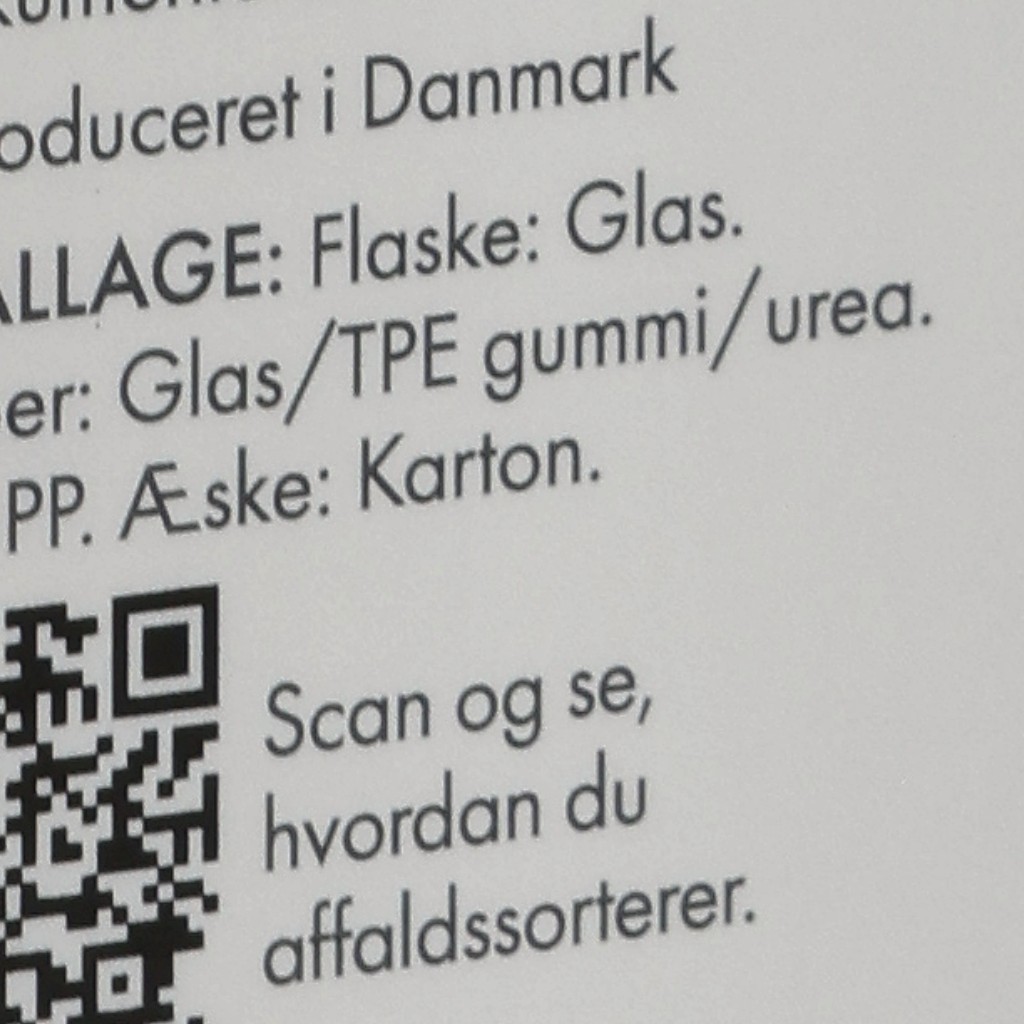 oduceret i Danmark
ALLAGE: Flaske: Glas.
er: Glas/TPE gummi/urea.
PP. Æske: Karton.
Scan og se,
hvordan du
affaldssorterer.